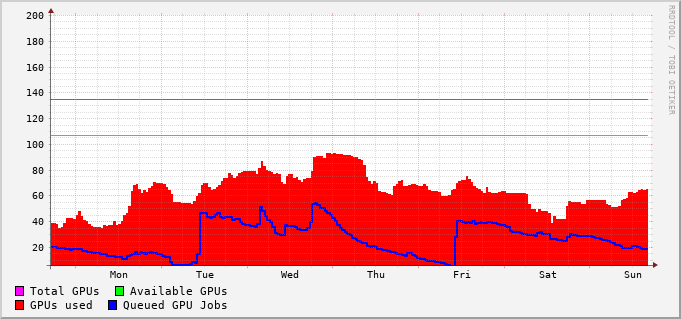 200
180
160
140
120
100
80
60
40
20
Mon Tue Wed Thu Fri Sat Sun
Total GPUs Available GPUs
GPUs used Queued GPU Jobs
RRDTOOL / TOBI OETIKER